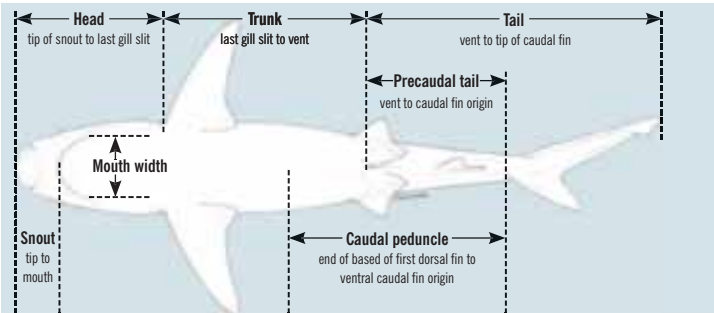 Head
tip of snout to last gill slit
Trunk
last gill slit to vent
Tail
vent to tip of caudal fin
Precaudal tail
vent to caudal fin origin
Mouth width
Snout
tip to
mouth
Caudal peduncle
end of based of first dorsal fin to
ventral caudal fin origin